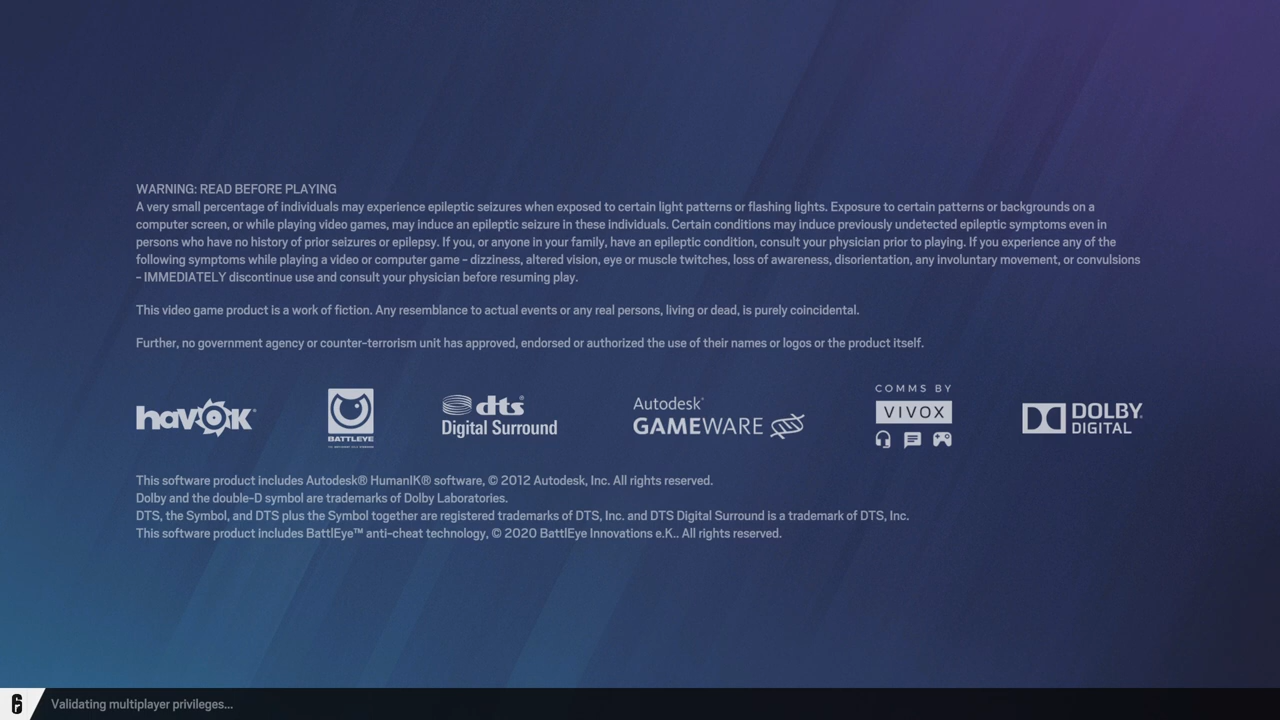 WARNING: READ BEFORE PLAYING
A very small percentage of individuals may experience epileptic seizures when exposed to certain light patterns or flashing lights. Exposure to certain patterns or backgrounds on a
computer screen, or while playing video games, may induce an epileptic seizure in these individuals. Certain conditions may induce previously undetected epileptic symptoms even in
persons who have no history of prior seizures or epilepsy. If you, or anyone in your family, have an epileptic condition, consult your physician prior to playing. If you experience any of the
following symptoms while playing a video or computer game - dizziness, altered vision, eye or muscle twitches, loss of awareness, disorientation, any involuntary movement, or convulsions
- IMMEDIATELY discontinue use and consult your physician before resuming play.
This video game product is a work of fiction. Any resemblance to actual events or any real persons, living or dead, is purely coincidental.
Further, no government agency or counter-terrorism unit has approved, endorsed or authorized the use of their names or logos or the product itself.
havok
BATTLEYE
dts
Digital Surround
Autodesk
GAMEWARE
COMMS BY
VIVOX
DOLBY
DIGITAL
This software product includes Autodesk® HumanIK® software, © 2012 Autodesk, Inc. All rights reserved.
Dolby and the double-D symbol are trademarks of Dolby Laboratories.
DTS, the Symbol, and DTS plus the Symbol together are registered trademarks of DTS, Inc. and DTS Digital Surround is a trademark of DTS, Inc.
This software product includes BattlEye™ anti-cheat technology, © 2020 BattlEye Innovations e.K.. All rights reserved.
6
Validating multiplayer privileges...